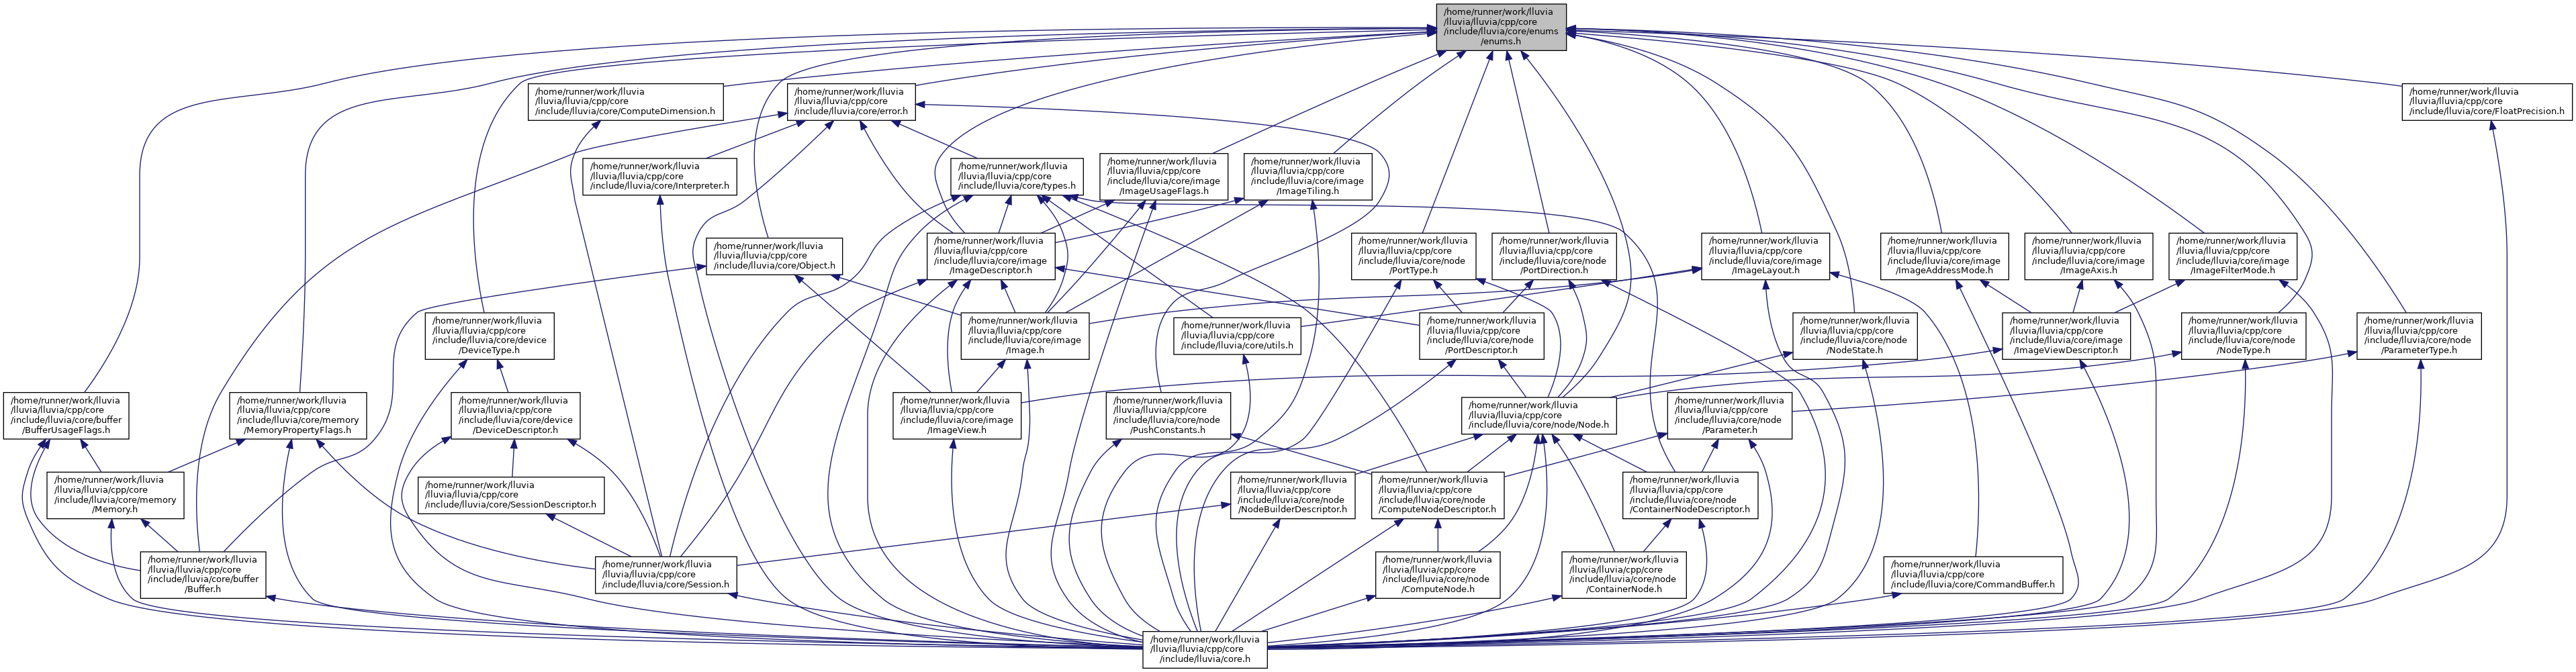 /home/runner/work/lluvia
/lluvia/lluvia/cpp/core
/include/lluvia/core/enums
/enums.h
/home/runner/work/lluvia
/lluvia/lluvia/cpp/core
/include/lluvia/core/ComputeDimension.h
/home/runner/work/lluvia
/lluvia/lluvia/cpp/core
/include/lluvia/core/error.h
/home/runner/work/lluvia
/lluvia/lluvia/cpp/core
/include/lluvia/core/FloatPrecision.h
/home/runner/work/lluvia
/lluvia/lluvia/cpp/core
/include/lluvia/core/Interpreter.h
/home/runner/work/lluvia
/lluvia/lluvia/cpp/core
/include/lluvia/core/types.h
/home/runner/work/lluvia
/lluvia/lluvia/cpp/core
/include/lluvia/core/image
/ImageUsageFlags.h
/home/runner/work/lluvia
/lluvia/lluvia/cpp/core
/include/lluvia/core/image
/ImageTiling.h
/home/runner/work/lluvia
/lluvia/lluvia/cpp/core
/include/lluvia/core/Object.h
/home/runner/work/lluvia
/lluvia/lluvia/cpp/core
/include/lluvia/core/image
/ImageDescriptor.h
/home/runner/work/lluvia
/lluvia/lluvia/cpp/core
/include/lluvia/core/node
/PortType.h
/home/runner/work/lluvia
/lluvia/lluvia/cpp/core
/include/lluvia/core/node
/PortDirection.h
/home/runner/work/lluvia
/lluvia/lluvia/cpp/core
/include/lluvia/core/image
/ImageLayout.h
/home/runner/work/lluvia
/lluvia/lluvia/cpp/core
/include/lluvia/core/image
/ImageAddressMode.h
/home/runner/work/lluvia
/lluvia/lluvia/cpp/core
/include/lluvia/core/image
/ImageAxis.h
/home/runner/work/lluvia
/lluvia/lluvia/cpp/core
/include/lluvia/core/image
/ImageFilterMode.h
/home/runner/work/lluvia
/lluvia/lluvia/cpp/core
/include/lluvia/core/device
/DeviceType.h
/home/runner/work/lluvia
/lluvia/lluvia/cpp/core
/include/lluvia/core/image
/Image.h
/home/runner/work/lluvia
/lluvia/lluvia/cpp/core
/include/lluvia/core/utils.h
/home/runner/work/lluvia
/lluvia/lluvia/cpp/core
/include/lluvia/core/node
/PortDescriptor.h
/home/runner/work/lluvia
/lluvia/lluvia/cpp/core
/include/lluvia/core/node
/NodeState.h
/home/runner/work/lluvia
/lluvia/lluvia/cpp/core
/include/lluvia/core/image
/ImageViewDescriptor.h
/home/runner/work/lluvia
/lluvia/lluvia/cpp/core
/include/lluvia/core/node
/NodeType.h
/home/runner/work/lluvia
/lluvia/lluvia/cpp/core
/include/lluvia/core/node
/ParameterType.h
/home/runner/work/lluvia
/lluvia/lluvia/cpp/core
/include/lluvia/core/buffer
/BufferUsageFlags.h
/home/runner/work/lluvia
/lluvia/lluvia/cpp/core
/include/lluvia/core/memory
/MemoryPropertyFlags.h
/home/runner/work/lluvia
/lluvia/lluvia/cpp/core
/include/lluvia/core/device
/DeviceDescriptor.h
/home/runner/work/lluvia
/lluvia/lluvia/cpp/core
/include/lluvia/core/image
/ImageView.h
/home/runner/work/lluvia
/lluvia/lluvia/cpp/core
/include/lluvia/core/node
/PushConstants.h
/home/runner/work/lluvia
/lluvia/lluvia/cpp/core
/include/lluvia/core/node/Node.h
/home/runner/work/lluvia
/lluvia/lluvia/cpp/core
/include/lluvia/core/node
/Parameter.h
/home/runner/work/lluvia
/lluvia/lluvia/cpp/core
/include/lluvia/core/memory
/Memory.h
/home/runner/work/lluvia
/lluvia/lluvia/cpp/core
/include/lluvia/core/SessionDescriptor.h
/home/runner/work/lluvia
/lluvia/lluvia/cpp/core
/include/lluvia/core/node
/NodeBuilderDescriptor.h
/home/runner/work/lluvia
/lluvia/lluvia/cpp/core
/include/lluvia/core/node
/ComputeNodeDescriptor.h
/home/runner/work/lluvia
/lluvia/lluvia/cpp/core
/include/lluvia/core/node
/ContainerNodeDescriptor.h
/home/runner/work/lluvia
/lluvia/lluvia/cpp/core
/include/lluvia/core/buffer
/Buffer.h
/home/runner/work/lluvia
/lluvia/lluvia/cpp/core
/include/lluvia/core/Session.h
/home/runner/work/lluvia
/lluvia/lluvia/cpp/core
/include/lluvia/core/node
/ComputeNode.h
/home/runner/work/lluvia
/lluvia/lluvia/cpp/core
/include/lluvia/core/node
/ContainerNode.h
/home/runner/work/lluvia
/lluvia/lluvia/cpp/core
/include/lluvia/core/CommandBuffer.h
/home/runner/work/lluvia
/lluvia/lluvia/cpp/core
/include/lluvia/core.h